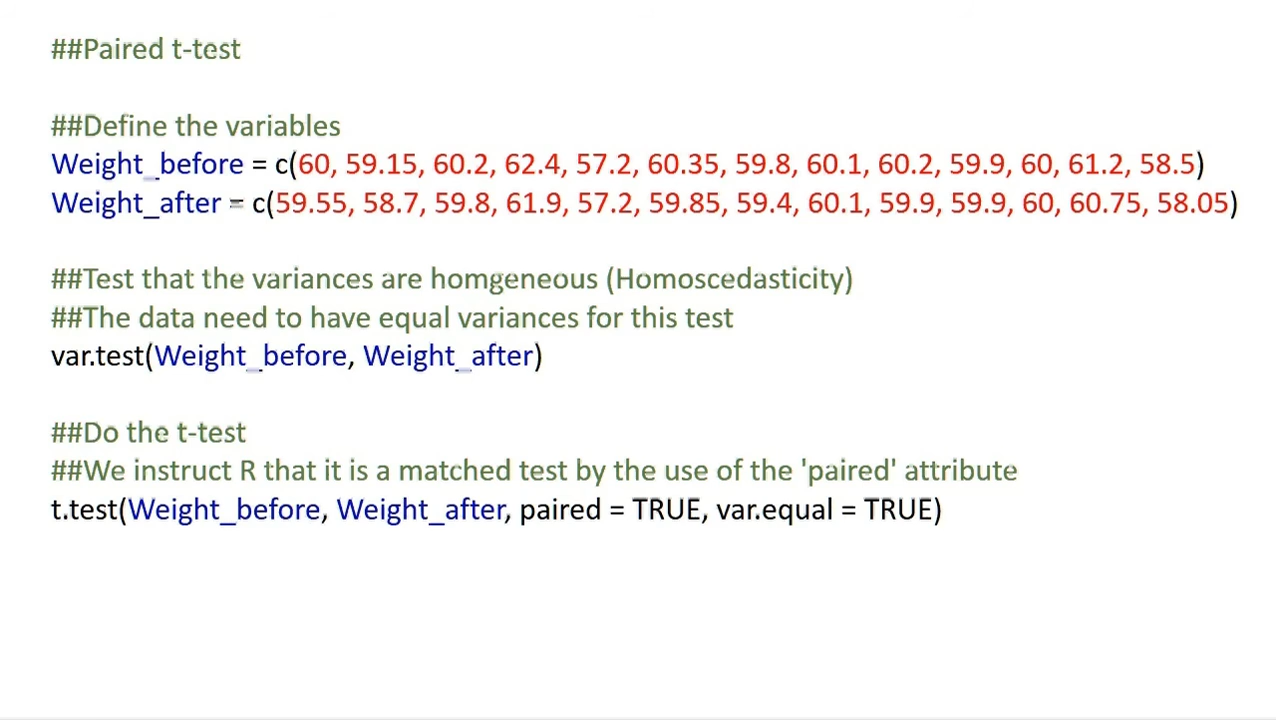 ##Paired t-test
##Define the variables
Weight_before = c(60, 59.15, 60.2, 62.4, 57.2, 60.35, 59.8, 60.1, 60.2, 59.9, 60, 61.2, 58.5)
Weight_after = c(59.55, 58.7, 59.8, 61.9, 57.2, 59.85, 59.4, 60.1, 59.9, 59.9, 60, 60.75, 58.05)
##Test that the variances are homgeneous (Homoscedasticity)
##The data need to have equal variances for this test
var.test(Weight_before, Weight_after)
##Do the t-test
##We instruct R that it is a matched test by the use of the 'paired' attribute
t.test(Weight_before, Weight_after, paired = TRUE, var.equal = TRUE)